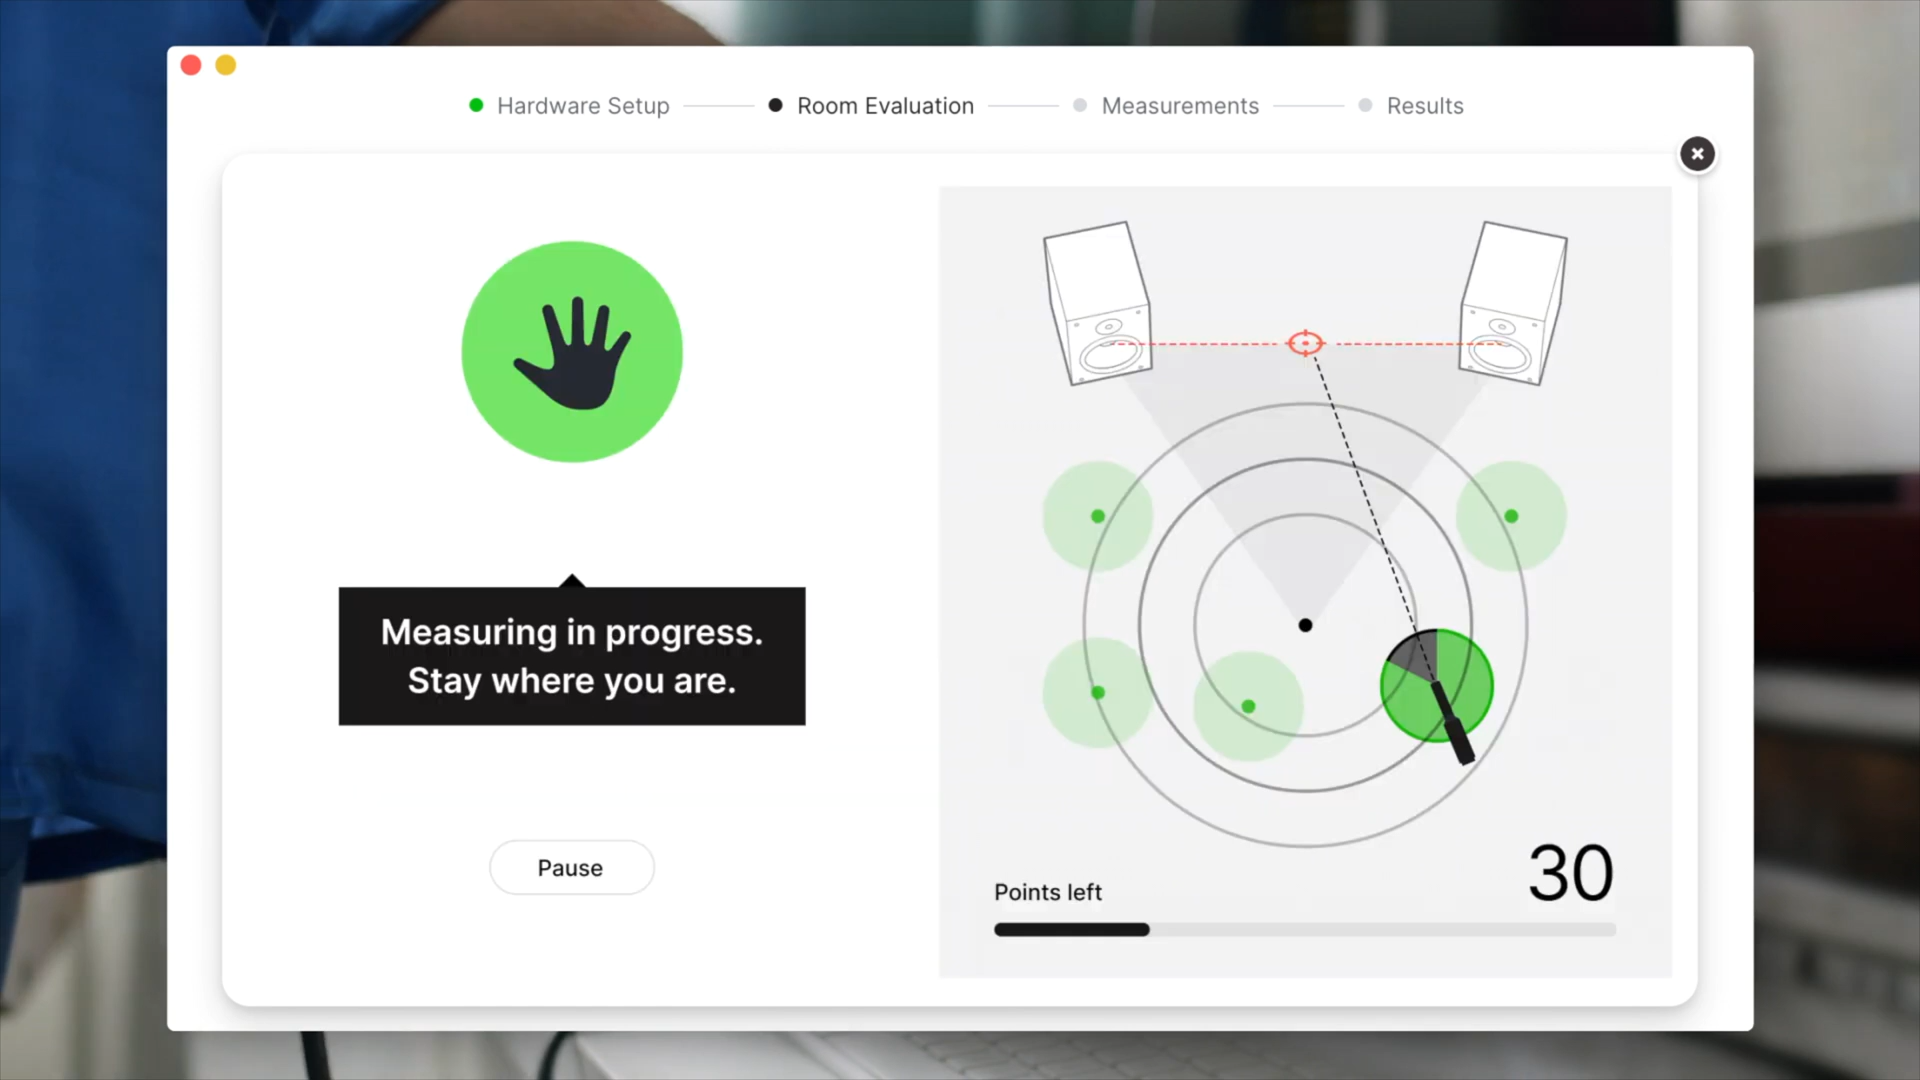 Hardware Setup
Room Evaluation
Measurements
Results
Measuring in progress.
Stay where you are.
Pause
Points left
30